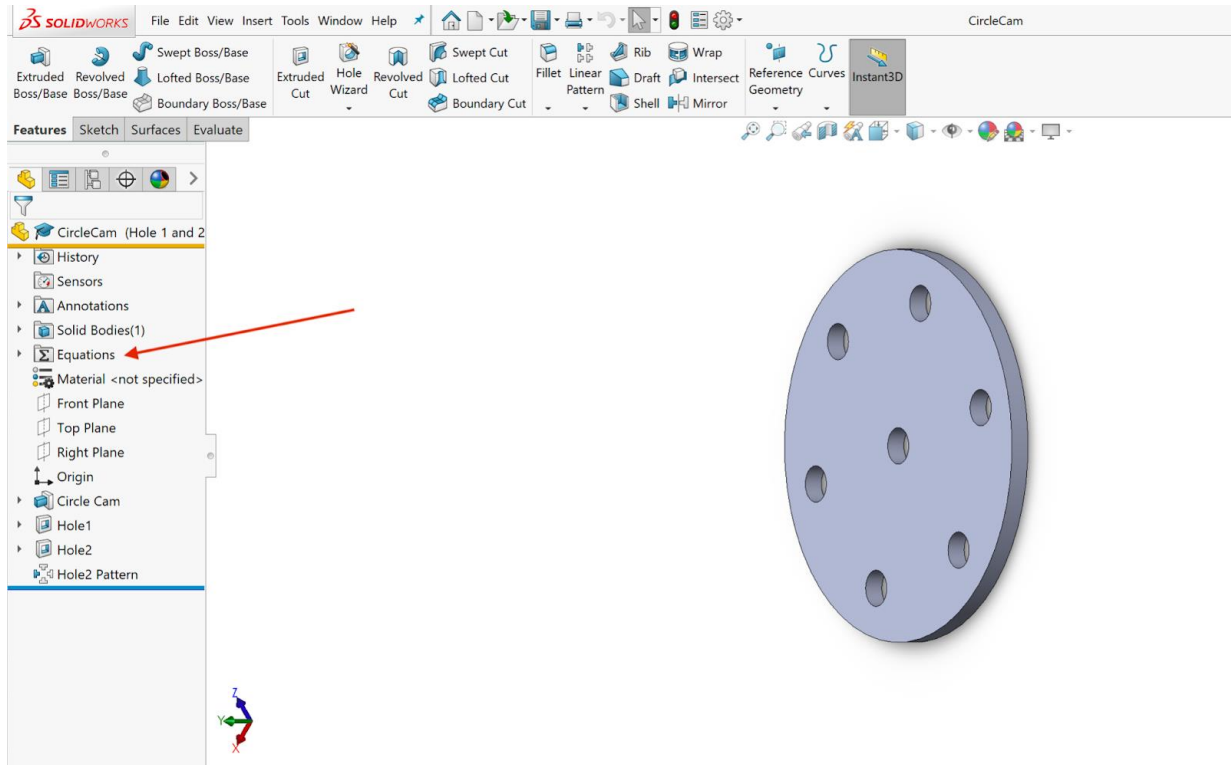 SOLIDWORKS File Edit View Insert Tools Window Help CircleCam
Extruded Boss/Base
Revolved Boss/Base
Swept Boss/Base
Lofted Boss/Base
Boundary Boss/Base
Extruded Cut
Hole Wizard
Revolved Cut
Swept Cut
Lofted Cut
Boundary Cut
Fillet
Linear Pattern
Rib
Draft
Shell
Wrap
Intersect
Mirror
Reference Geometry
Curves
Instant3D
Features Sketch Surfaces Evaluate
CircleCam (Hole 1 and 2
History
Sensors
Annotations
Solid Bodies(1)
Equations
Material <not specified>
Front Plane
Top Plane
Right Plane
Origin
Circle Cam
Hole1
Hole2
Hole2 Pattern
Z
Y
X